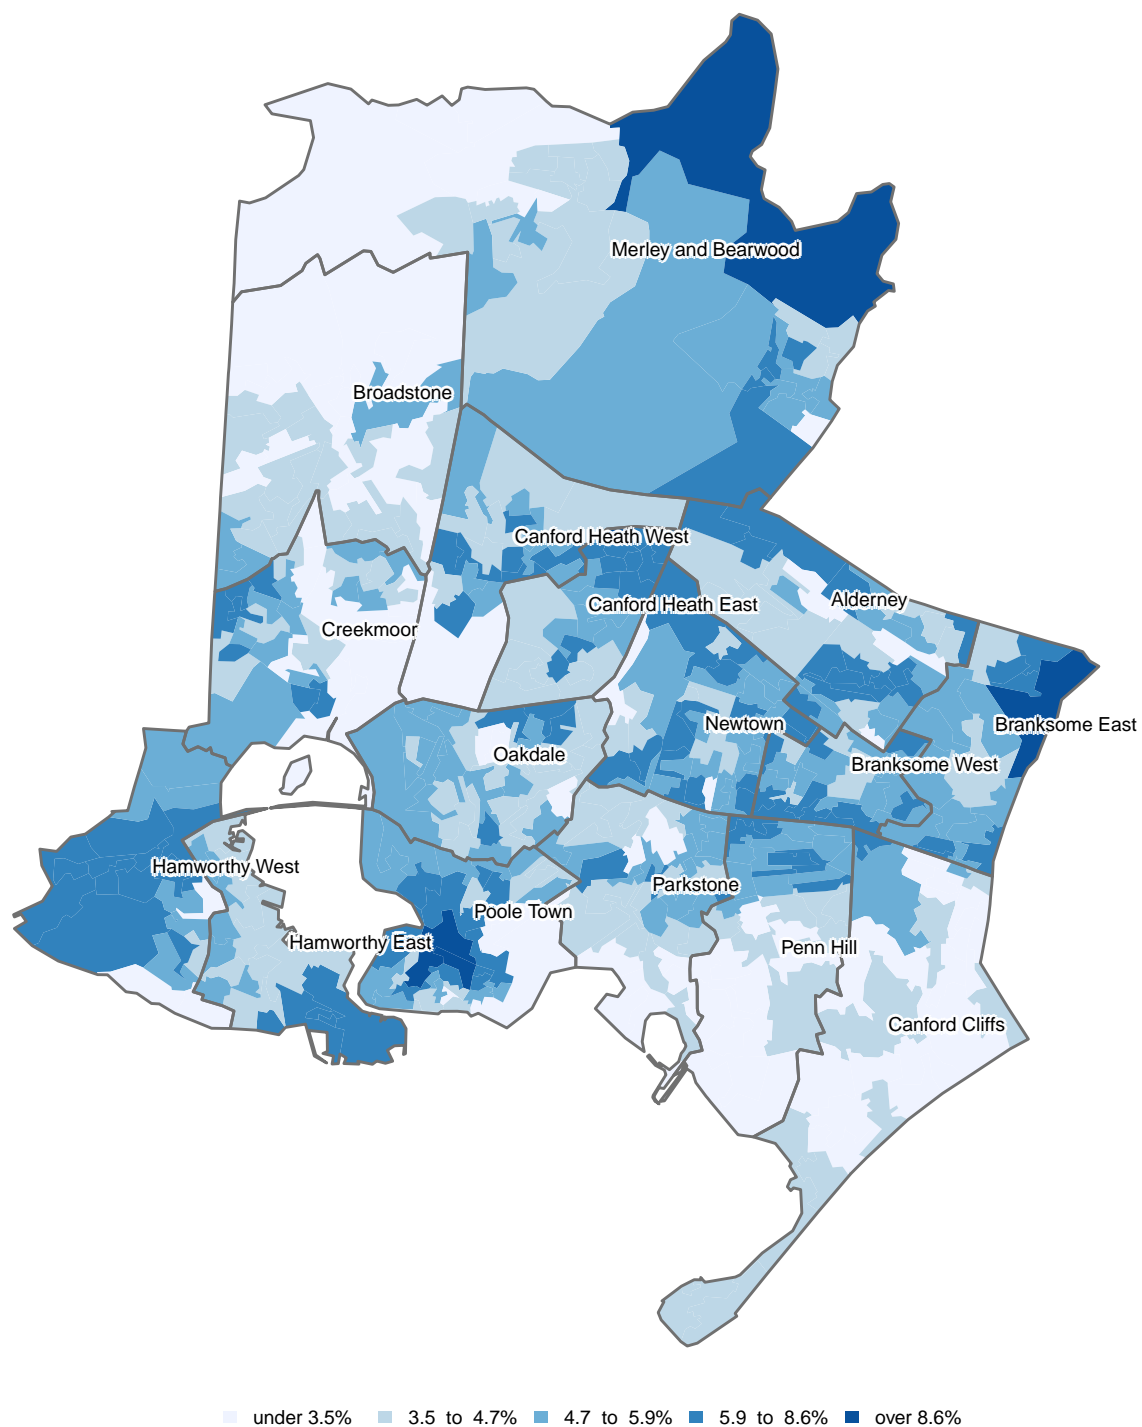 Merley and Bearwood
Broadstone
Canford Heath West
Canford Heath East
Alderney
Creekmoor
Newtown
Branksome East
Oakdale
Branksome West
Hamworthy West
Parkstone
Poole Town
Hamworthy East
Penn Hill
Canford Cliffs
under 3.5% 3.5 to 4.7% 4.7 to 5.9% 5.9 to 8.6% over 8.6%